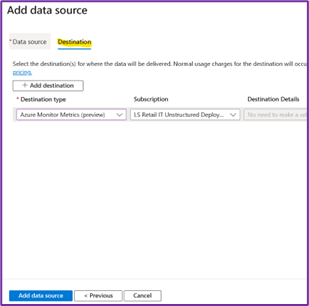 Add data source
* Data source
Destination
Select the destination(s) for where the data will be delivered. Normal usage charges for the destination will occu
pricing.
+ Add destination
* Destination type
Subscription
Destination Details
Azure Monitor Metrics (preview)
LS Retail IT Unstructured Deploy...
No need to make a sel
Add data source
< Previous
Cancel